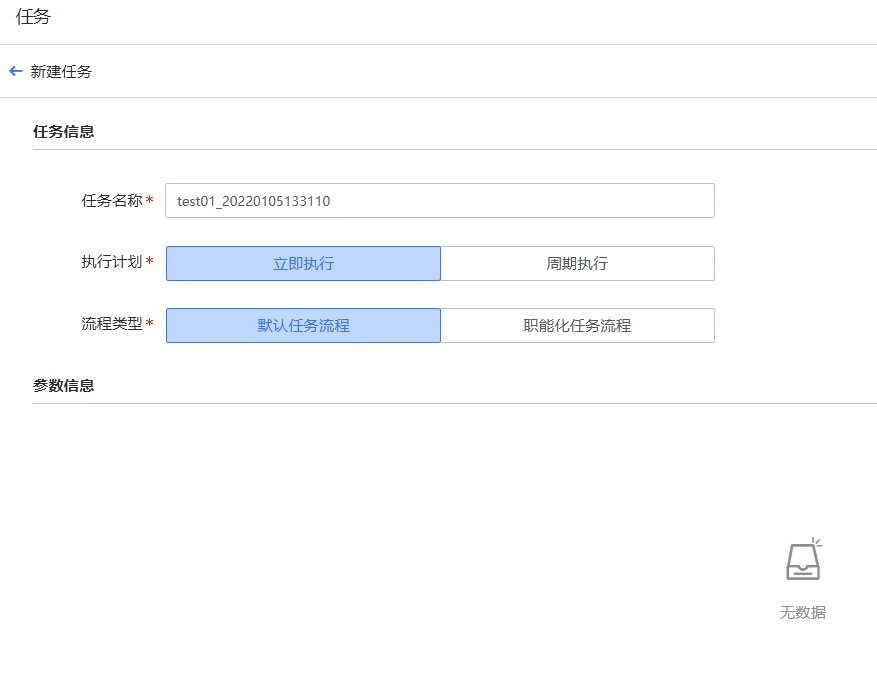 任务
新建任务
任务信息
任务名称*
test01_20220105133110
执行计划*
立即执行
周期执行
流程类型*
默认任务流程
职能化任务流程
参数信息
无数据